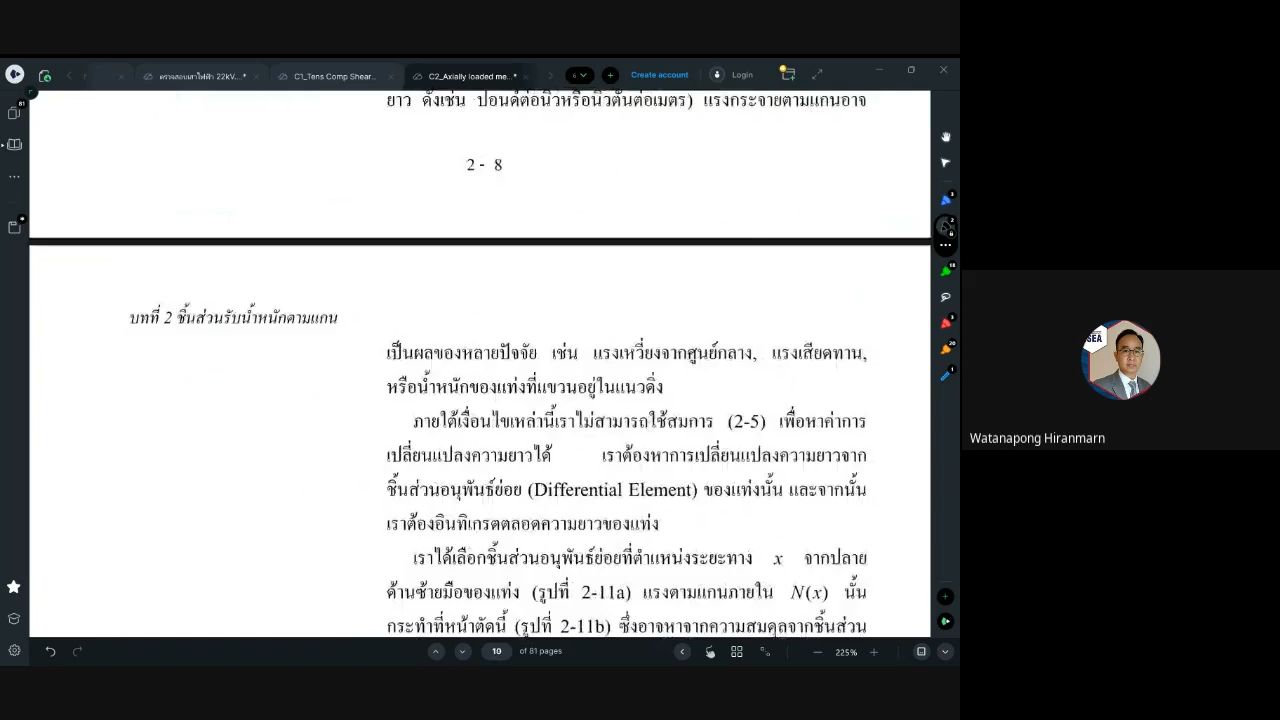 ตรวจสอบเสาไฟฟ้า 22kV...*
C1_Tens Comp Shear...
C2_Axially loaded me...*
6
Create account
Login
81
ยาว ดังเช่น ปอนด์ต่อนิ้วหรือนิวตันต่อเมตร) แรงกระจายตามแกนอาจ
2 - 8
บทที่ 2 ชิ้นส่วนรับน้ำหนักตามแกน
เป็นผลของหลายปัจจัย เช่น แรงเหวี่ยงจากศูนย์กลาง, แรงเสียดทาน,
หรือน้ำหนักของแท่งที่แขวนอยู่ในแนวดิ่ง
ภายใต้เงื่อนไขเหล่านี้เราไม่สามารถใช้สมการ (2-5) เพื่อหาค่าการ
เปลี่ยนแปลงความยาวได้ เราต้องหาการเปลี่ยนแปลงความยาวจาก
ชิ้นส่วนอนุพันธ์ย่อย (Differential Element) ของแท่งนั้น และจากนั้น
เราต้องอินทิเกรตตลอดความยาวของแท่ง
เราได้เลือกชิ้นส่วนอนุพันธ์ย่อยที่ตำแหน่งระยะทาง x จากปลาย
ด้านซ้ายมือของแท่ง (รูปที่ 2-11a) แรงตามแกนภายใน N(x) นั้น
กระทำที่หน้าตัดนี้ (รูปที่ 2-11b) ซึ่งอาจหาจากความสมดุลจากชิ้นส่วน
10
of 81 pages
225%
SEA
Watanapong Hiranmarn